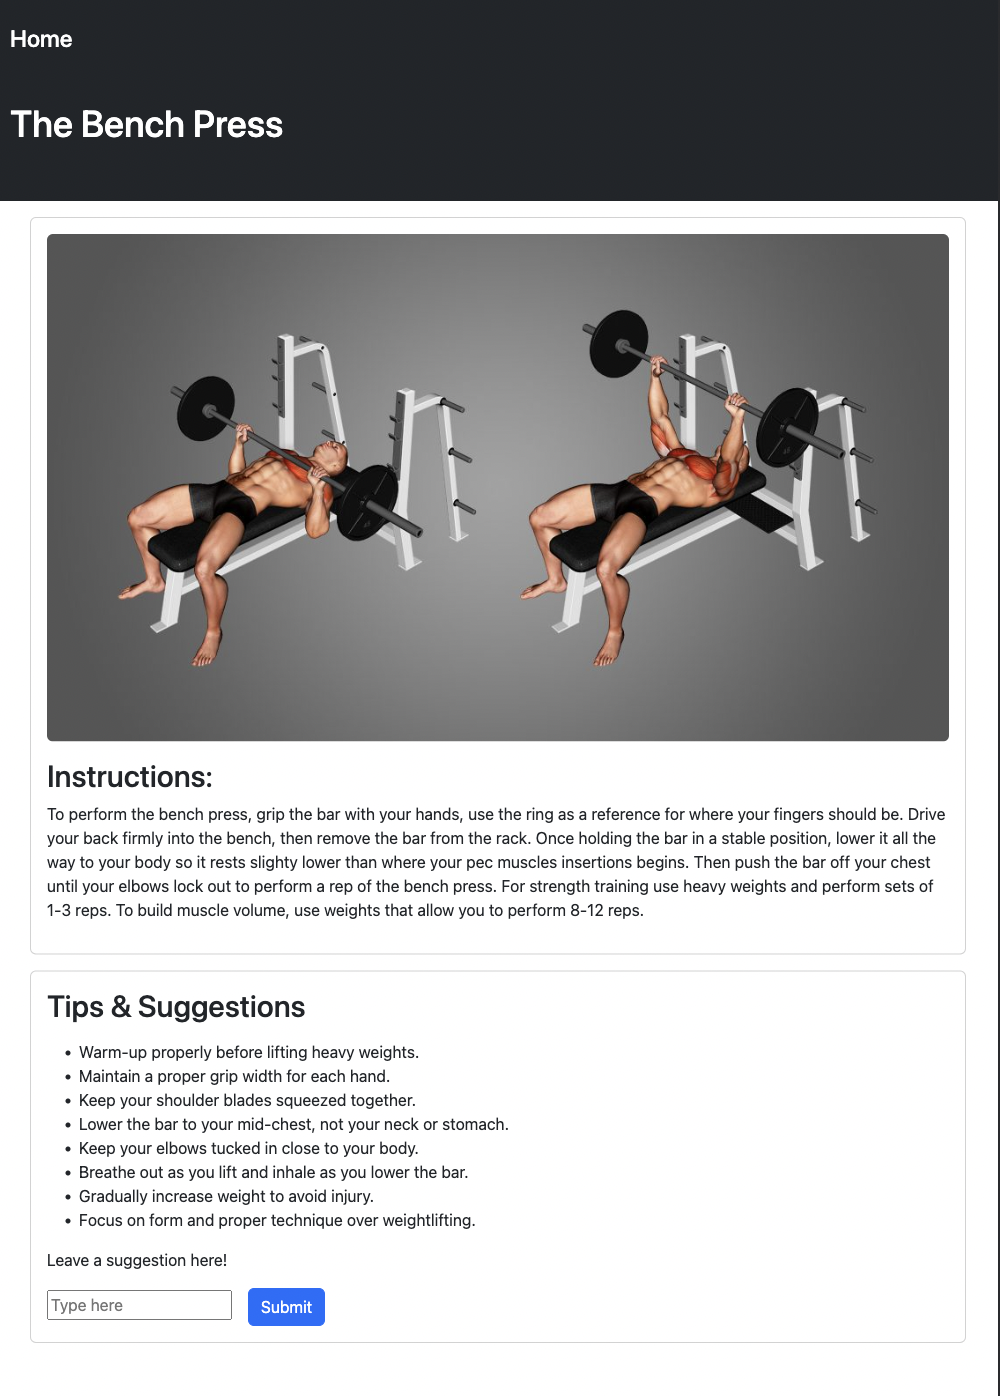 Home
The Bench Press
Instructions:
To perform the bench press, grip the bar with your hands, use the ring as a reference for where your fingers should be. Drive
your back firmly into the bench, then remove the bar from the rack. Once holding the bar in a stable position, lower it all the
way to your body so it rests slighty lower than where your pec muscles insertions begins. Then push the bar off your chest
until your elbows lock out to perform a rep of the bench press. For strength training use heavy weights and perform sets of
1-3 reps. To build muscle volume, use weights that allow you to perform 8-12 reps.
Tips & Suggestions
• Warm-up properly before lifting heavy weights.
• Maintain a proper grip width for each hand.
• Keep your shoulder blades squeezed together.
• Lower the bar to your mid-chest, not your neck or stomach.
• Keep your elbows tucked in close to your body.
• Breathe out as you lift and inhale as you lower the bar.
• Gradually increase weight to avoid injury.
• Focus on form and proper technique over weightlifting.
Leave a suggestion here!
Type here
Submit